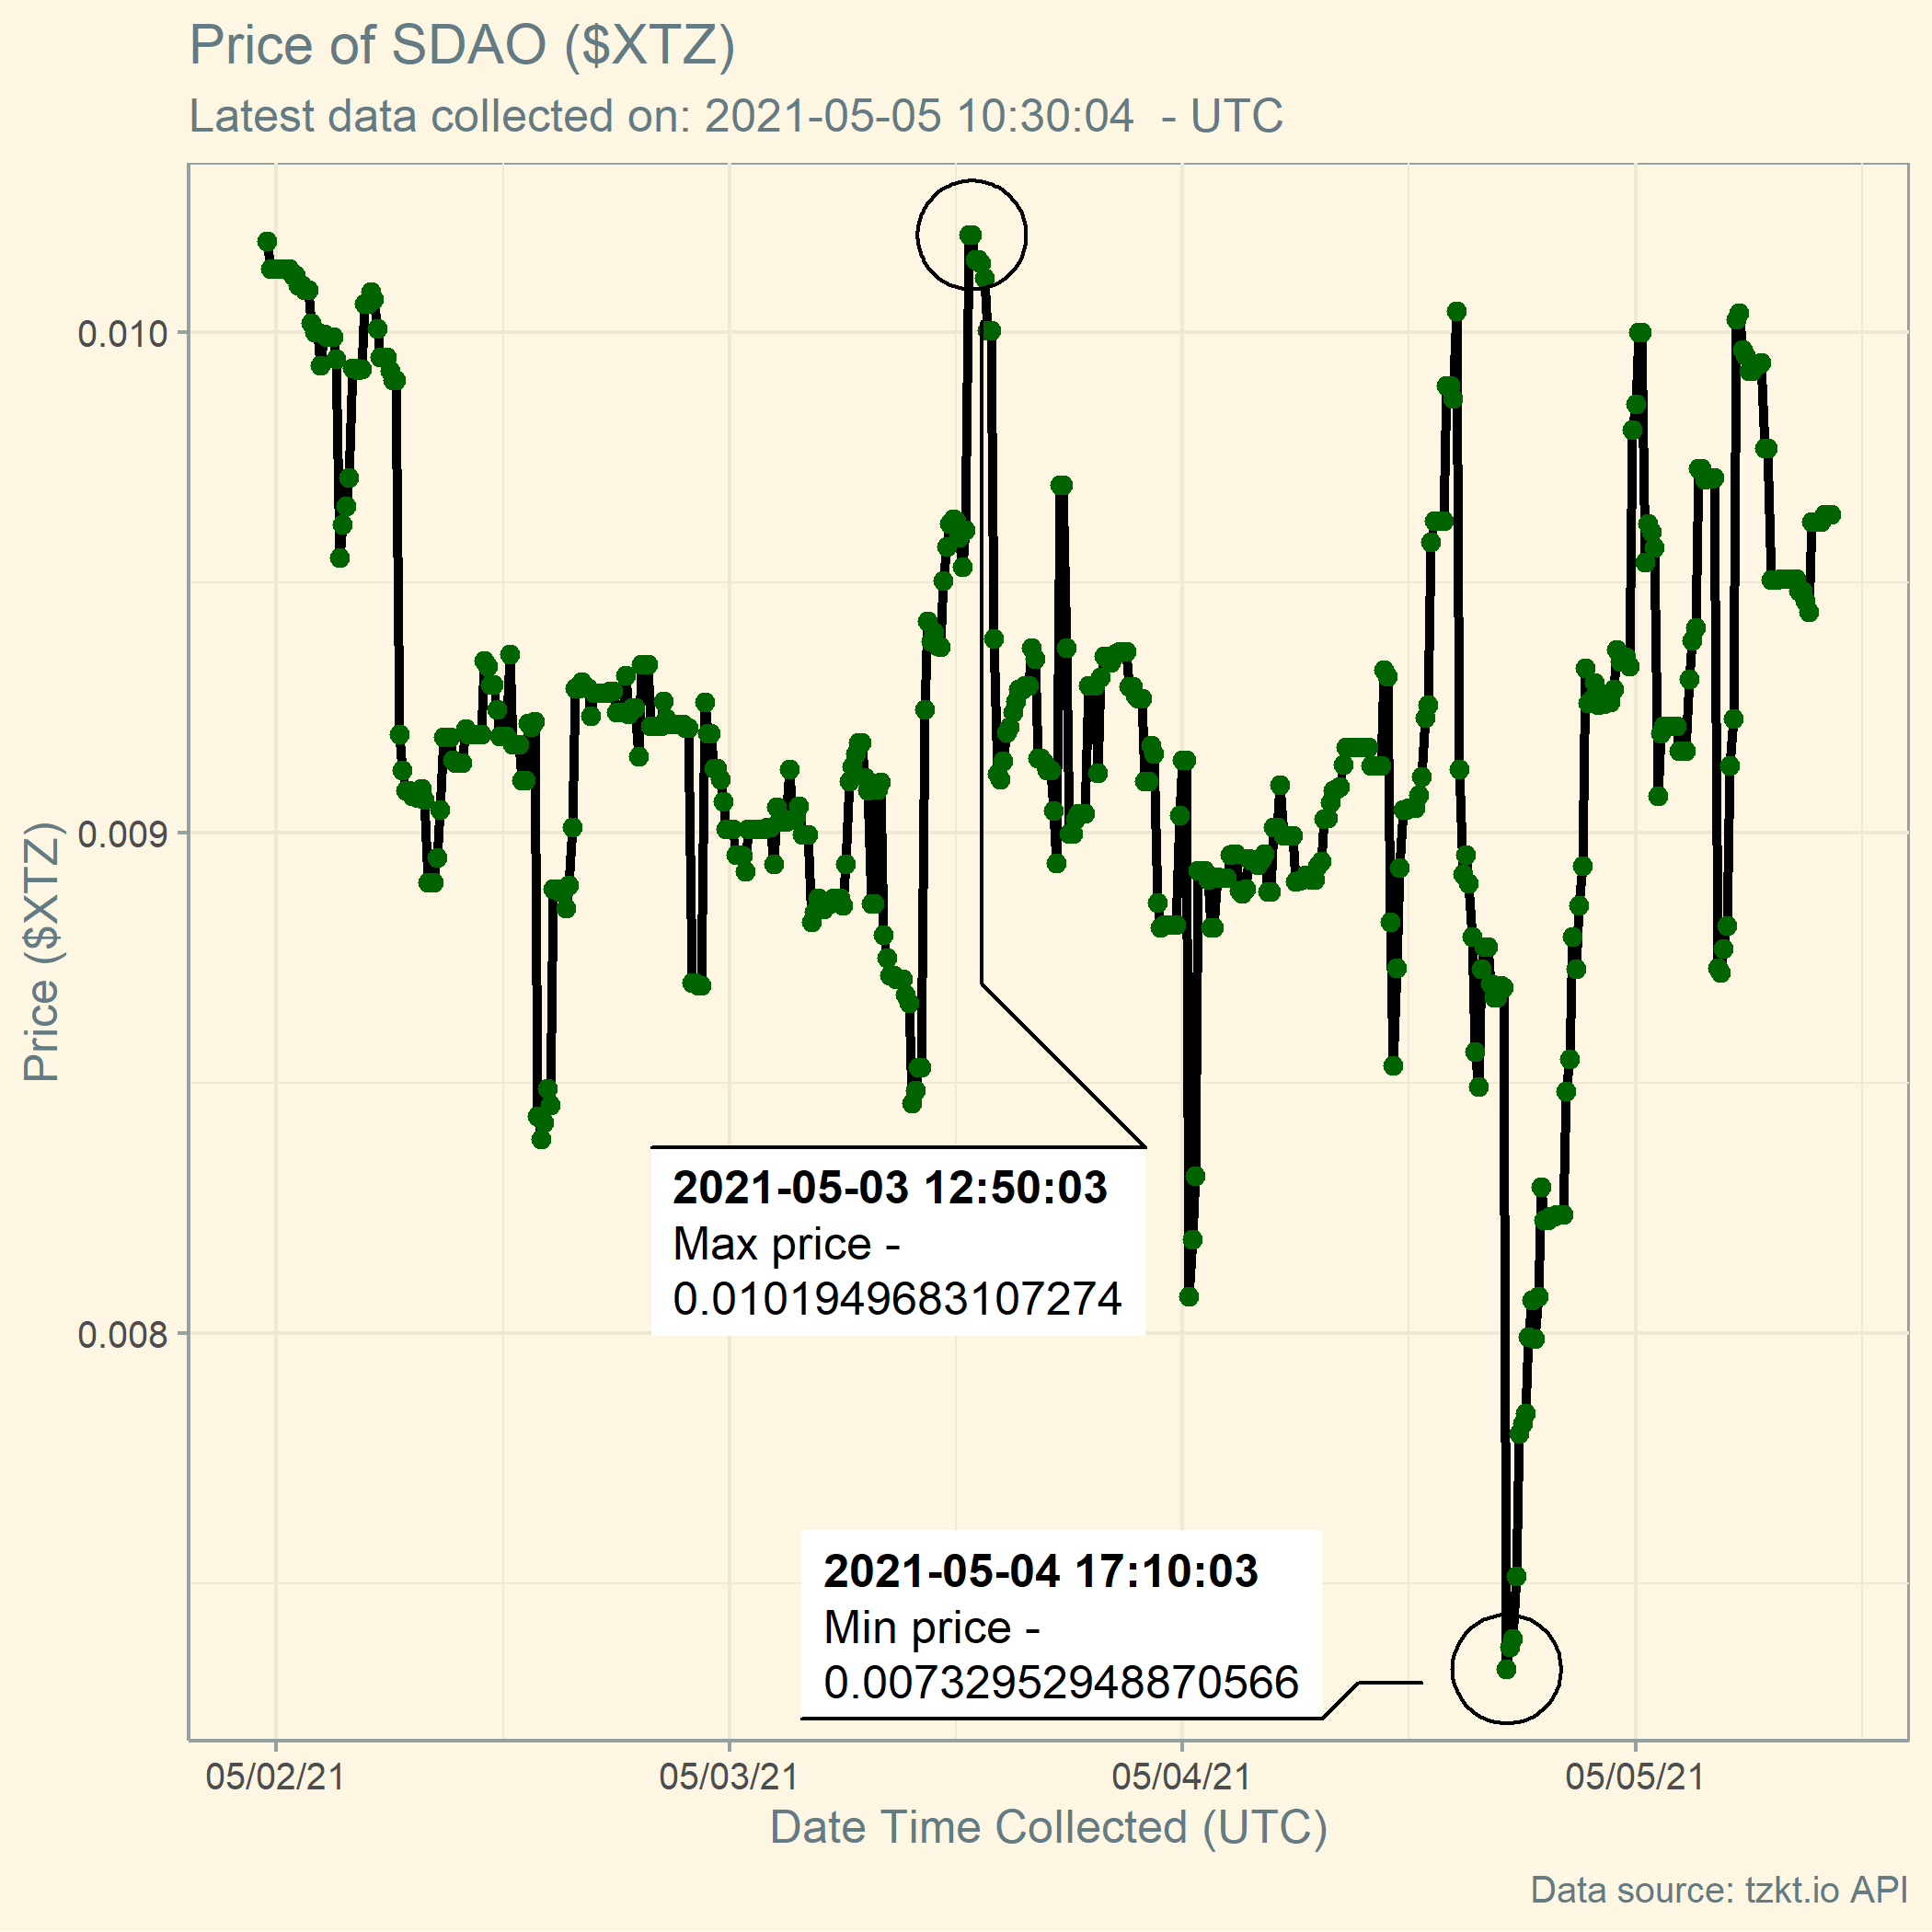 Price of SDAO ($XTZ)
Latest data collected on: 2021-05-05 10:30:04  - UTC
0.010
0.009
0.008
Price ($XTZ)
2021-05-03 12:50:03
Max price -
0.0101949683107274
2021-05-04 17:10:03
Min price -
0.00732952948870566
05/02/21
05/03/21
05/04/21
05/05/21
Date Time Collected (UTC)
Data source: tzkt.io API